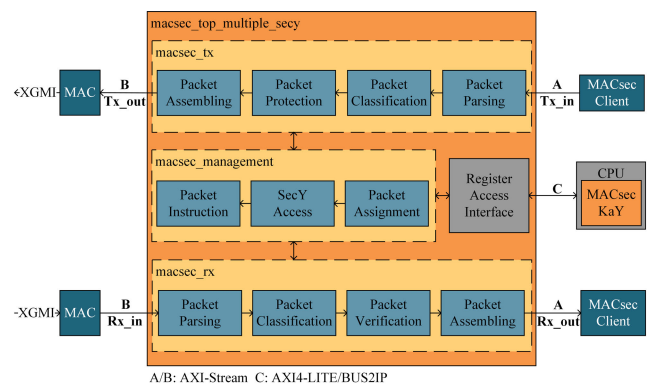 macsec_top_multiple_secy
macsec_tx
XGMI
MAC
B
Tx_out
Packet
Assembling
Packet
Protection
Packet
Classification
Packet
Parsing
A
Tx_in
MACsec
Client
macsec_management
Packet
Instruction
SecY
Access
Packet
Assignment
Register
Access
Interface
C
CPU
MACsec
KaY
macsec_rx
XGMI
MAC
B
Rx_in
Packet
Parsing
Packet
Classification
Packet
Verification
Packet
Assembling
A
Rx_out
MACsec
Client
A/B: AXI-Stream C: AXI4-LITE/BUS2IP